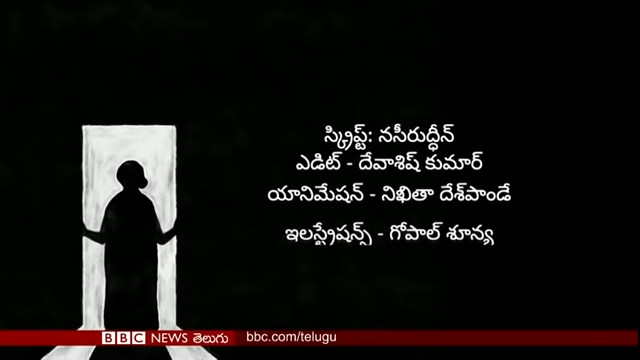 స్క్రిప్ట్: నసీరుద్ధీన్
ఎడిట్ - దేవాశిష్ కుమార్
యానిమేషన్ - నిఖితా దేశ్‌పాండే
ఇలస్ట్రేషన్స్ - గోపాల్ శూన్య
BBC NEWS తెలుగు bbc.com/telugu